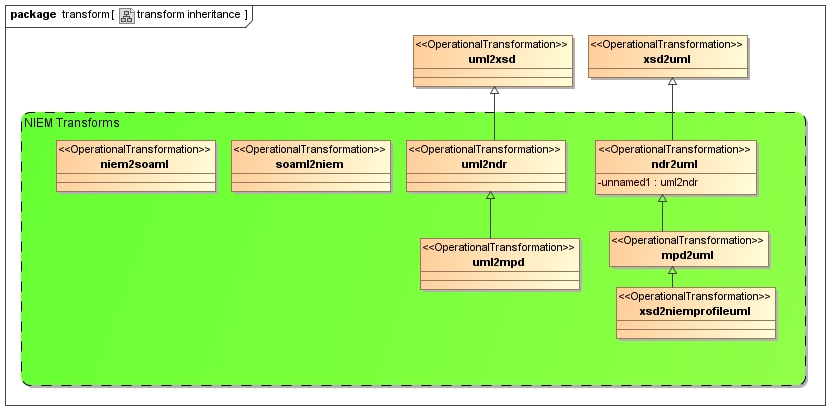 package transform[ transform inheritance ]
<<OperationalTransformation>>
uml2xsd
<<OperationalTransformation>>
xsd2uml
NIEM Transforms
<<OperationalTransformation>>
niem2soaml
<<OperationalTransformation>>
soaml2niem
<<OperationalTransformation>>
uml2ndr
<<OperationalTransformation>>
ndr2uml
-unnamed1 : uml2ndr
<<OperationalTransformation>>
uml2mpd
<<OperationalTransformation>>
mpd2uml
<<OperationalTransformation>>
xsd2niemprofileuml